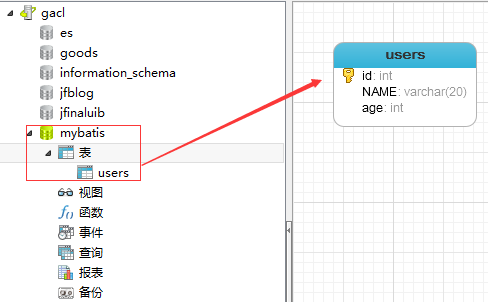 gacl
es
goods
information_schema
jfblog
jfinaluib
mybatis
表
users
视图
函数
事件
查询
报表
备份
users
id: int
NAME: varchar(20)
age: int